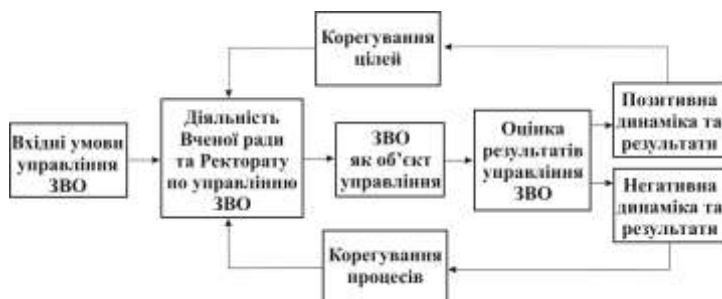 Корегування
цілей
Вхідні умови
управління
ЗВО
Діяльність
Вченої ради
та Ректорату
по управлінню
ЗВО
ЗВО
як об’єкт
управління
Оцінка
результатів
управління
ЗВО
Позитивна
динаміка та
результати
Негативна
динаміка та
результати
Корегування
процесів